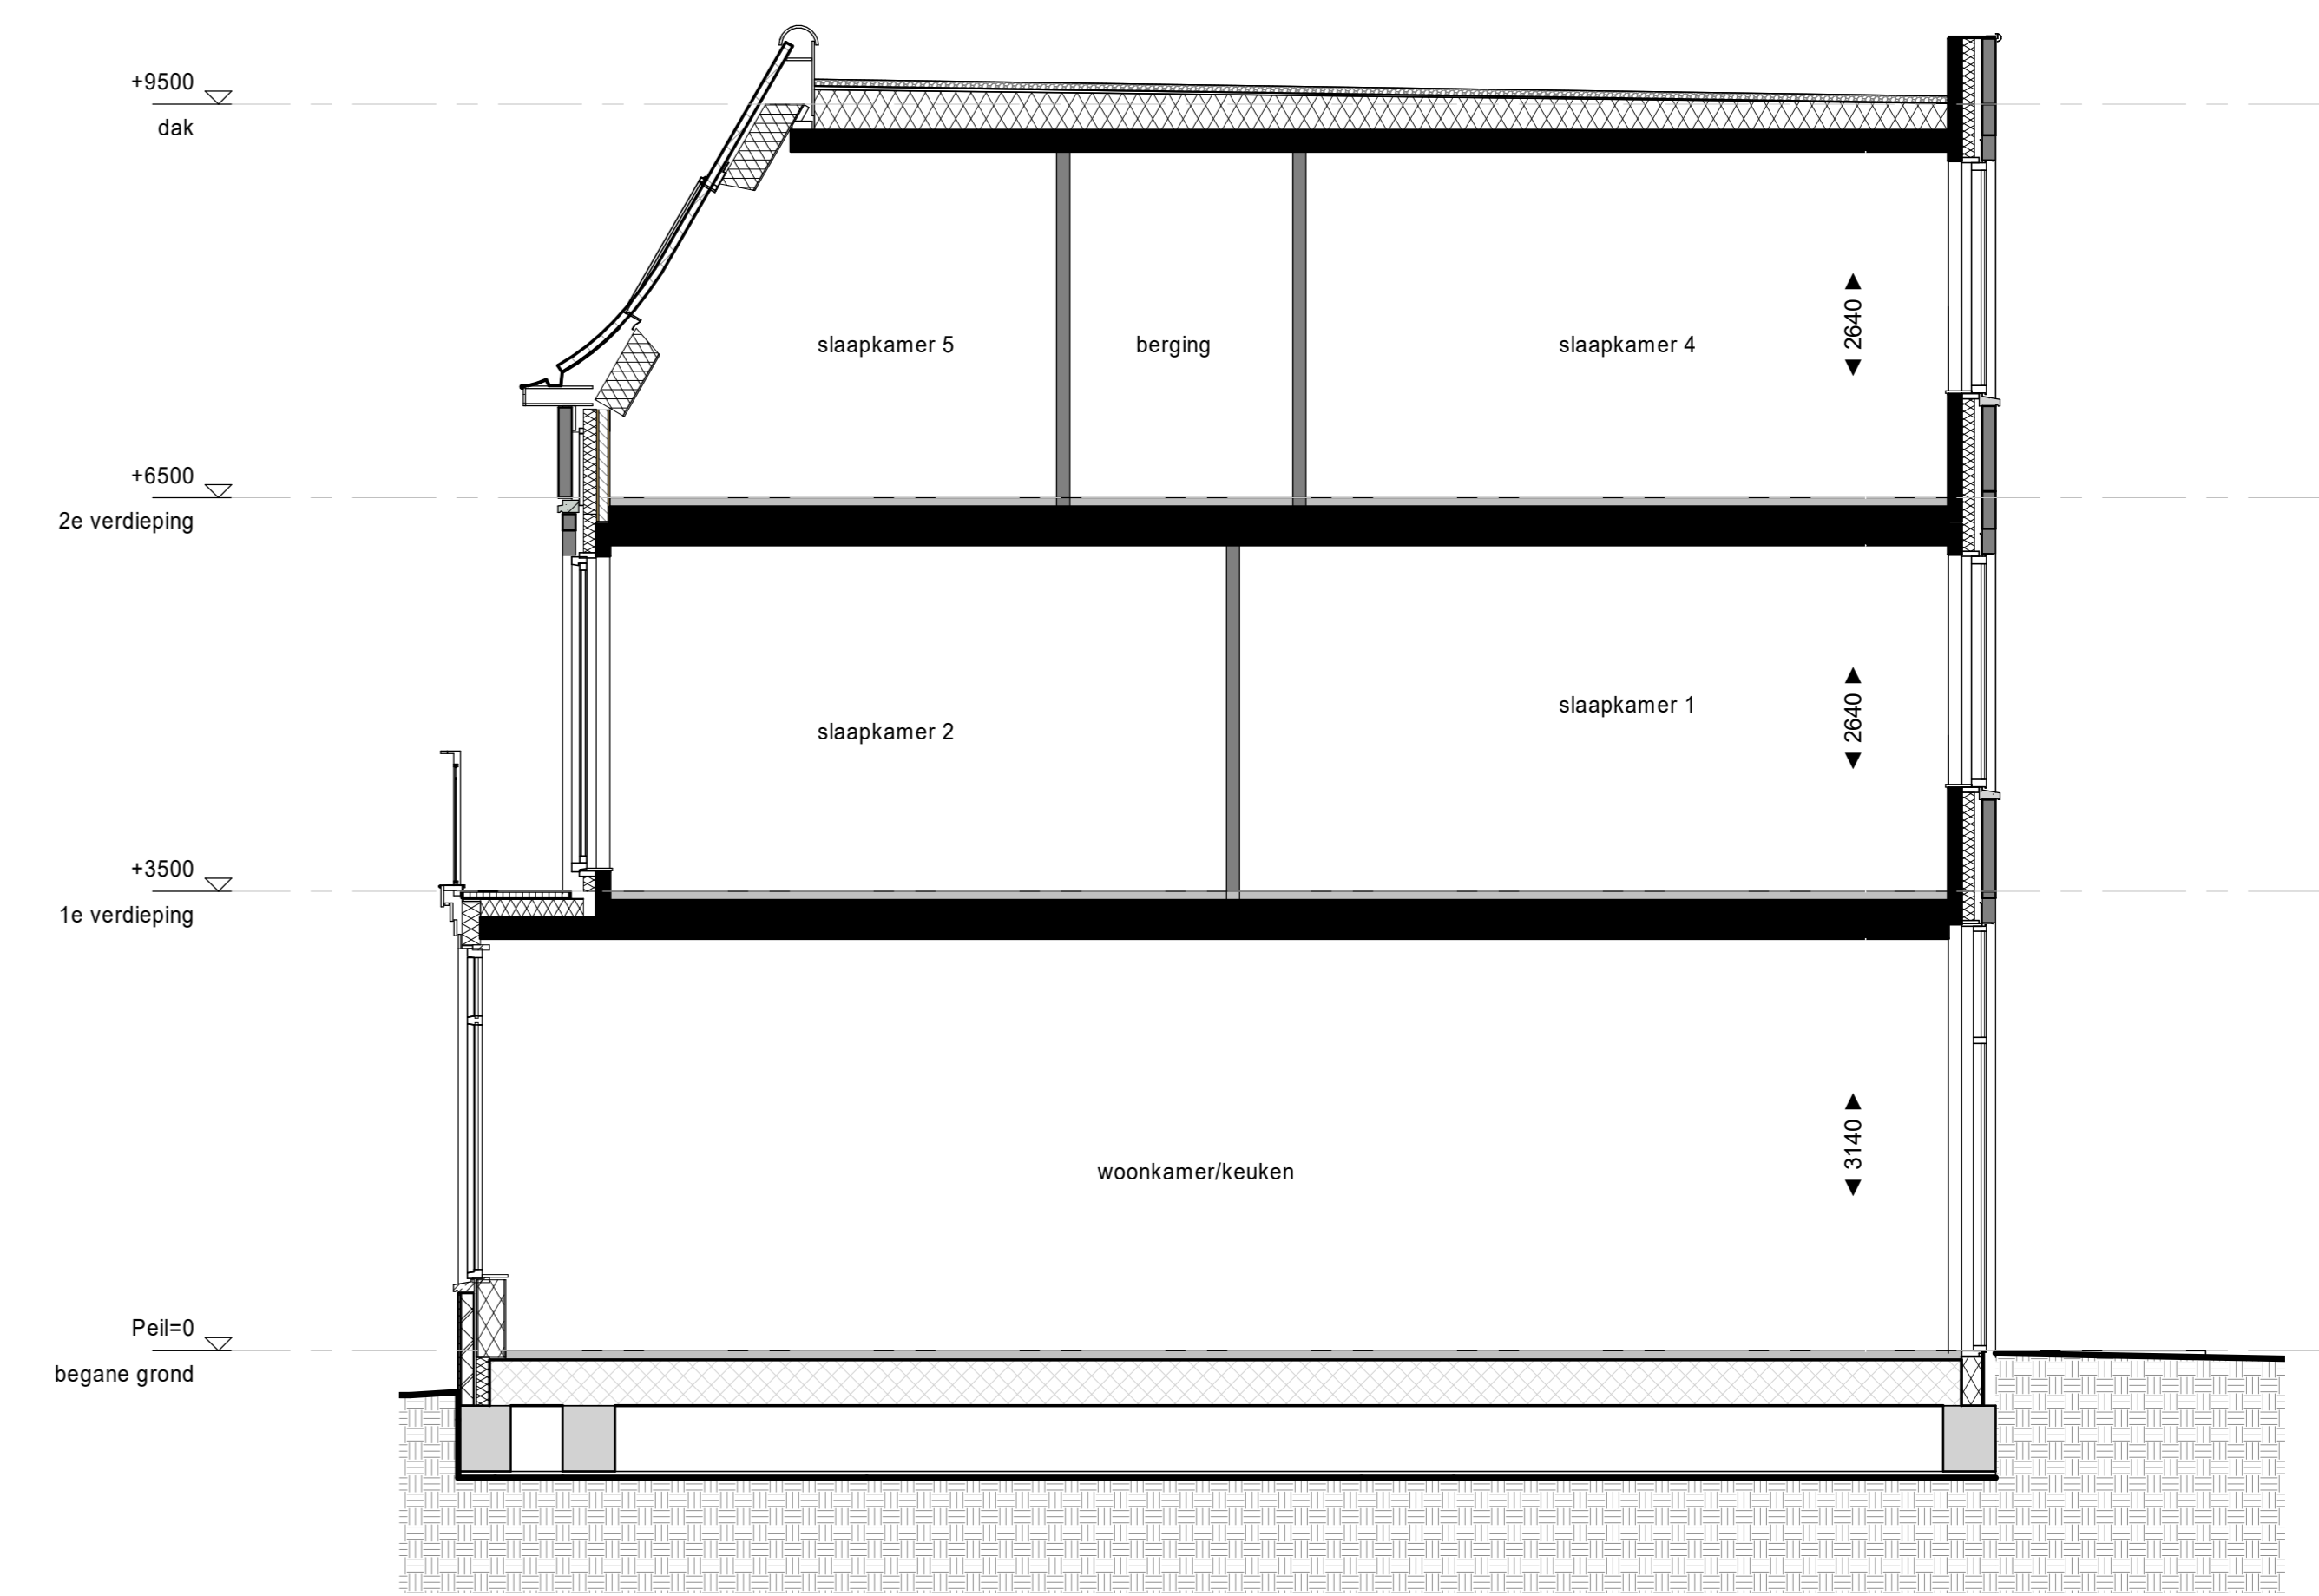 +9500
dak
slaapkamer 5
berging
slaapkamer 4
2640
+6500
2e verdieping
slaapkamer 2
slaapkamer 1
2640
+3500
1e verdieping
woonkamer/keuken
3140
Peil=0
begane grond